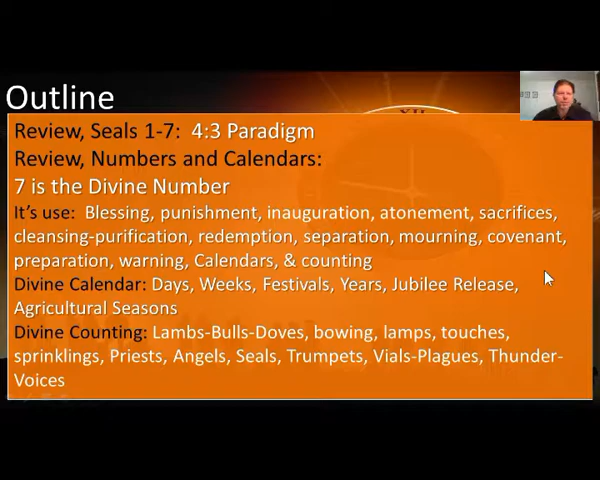 Outline
Review, Seals 1-7: 4:3 Paradigm
Review, Numbers and Calendars:
7 is the Divine Number
It's use: Blessing, punishment, inauguration, atonement, sacrifices,
cleansing-purification, redemption, separation, mourning, covenant,
preparation, warning, Calendars, & counting
Divine Calendar: Days, Weeks, Festivals, Years, Jubilee Release,
Agricultural Seasons
Divine Counting: Lambs-Bulls-Doves, bowing, lamps, touches,
sprinklings, Priests, Angels, Seals, Trumpets, Vials-Plagues, Thunder-
Voices
XII